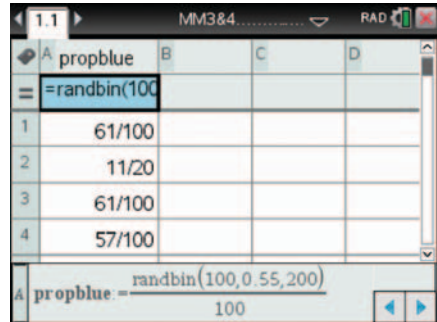 1.1 MM3&4............. RAD
A propblue B C D
= =randbin(100
1 61/100
2 11/20
3 61/100
4 57/100
A propblue:=randbin(100,0.55,200)
100